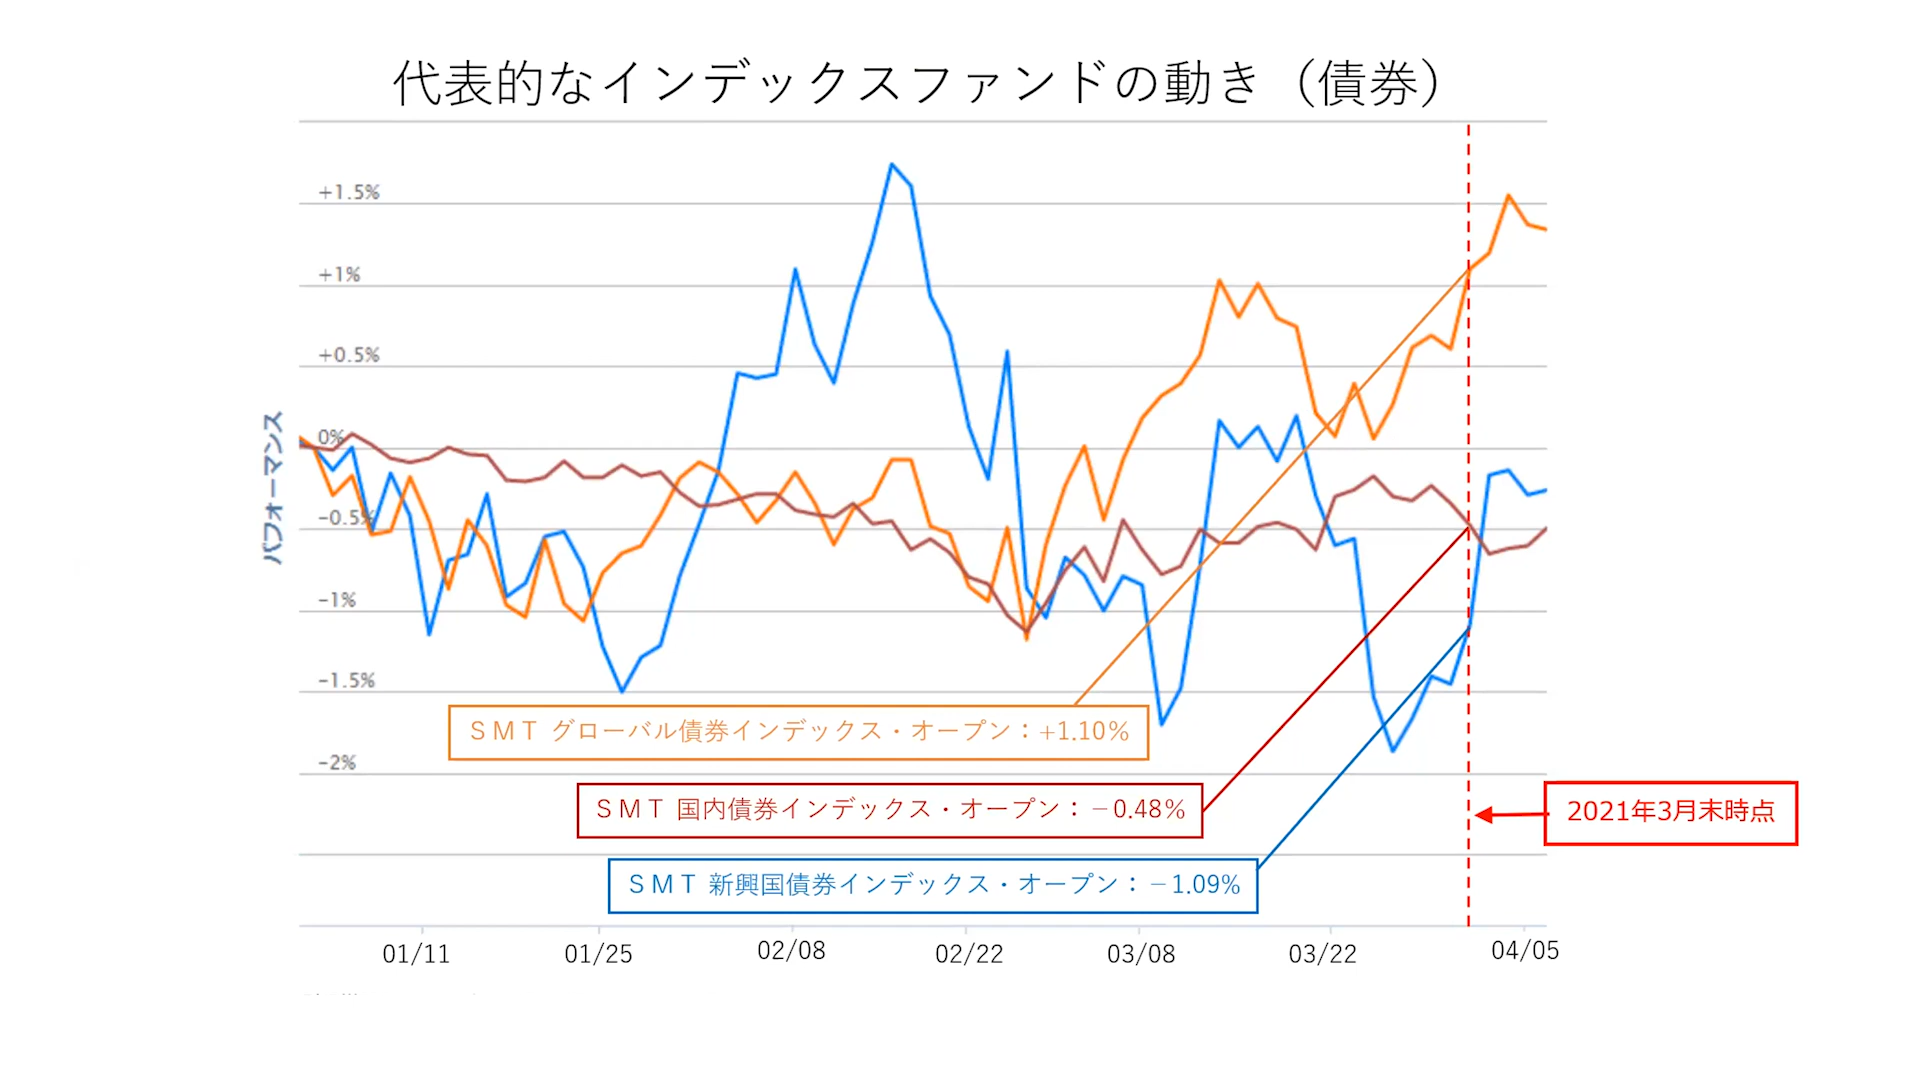 代表的なインデックスファンドの動き（債券）
+1.5%
+1%
+0.5%
0%
-0.5%
-1%
-1.5%
-2%
パフォーマンス
ＳＭＴ グローバル債券インデックス・オープン：+1.10%
ＳＭＴ 国内債券インデックス・オープン：－0.48%
ＳＭＴ 新興国債券インデックス・オープン：－1.09%
2021年3月末時点
01/11 01/25 02/08 02/22 03/08 03/22 04/05